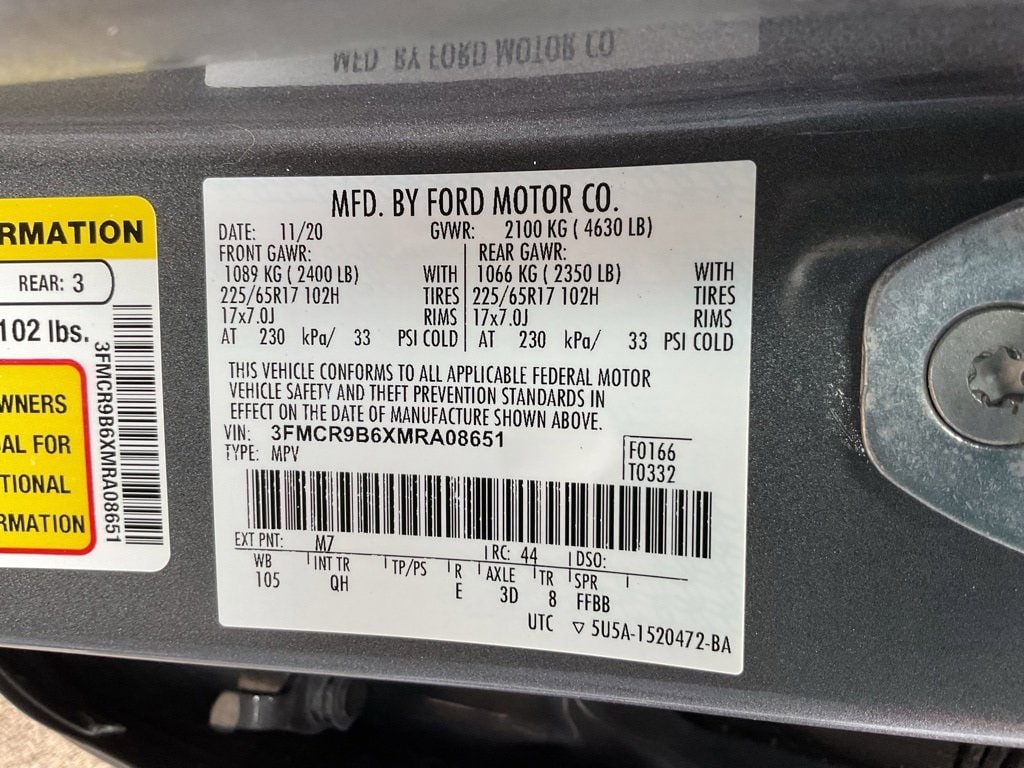 MFD. BY FORD MOTOR CO.
RMATION
REAR: 3
102 lbs.
3FMCR9B6XMRA08651
WNERS
AL FOR
TIONAL
RMATION
MFD. BY FORD MOTOR CO.
DATE: 11/20 GVWR: 2100 KG ( 4630 LB)
FRONT GAWR: REAR GAWR:
1089 KG ( 2400 LB) WITH 1066 KG ( 2350 LB) WITH
225/65R17 102H TIRES 225/65R17 102H TIRES
17x7.0J RIMS 17x7.0J RIMS
AT 230 kPa/ 33 PSI COLD AT 230 kPa/ 33 PSI COLD
THIS VEHICLE CONFORMS TO ALL APPLICABLE FEDERAL MOTOR
VEHICLE SAFETY AND THEFT PREVENTION STANDARDS IN
EFFECT ON THE DATE OF MANUFACTURE SHOWN ABOVE.
VIN: 3FMCR9B6XMRA08651
TYPE: MPV
F0166
T0332
EXT PNT: M7 RC: 44 DSO:
WB INT TR TP/PS R AXLE TR SPR
105 QH E 3D 8 FFBB
UTC ▽ 5U5A-1520472-BA